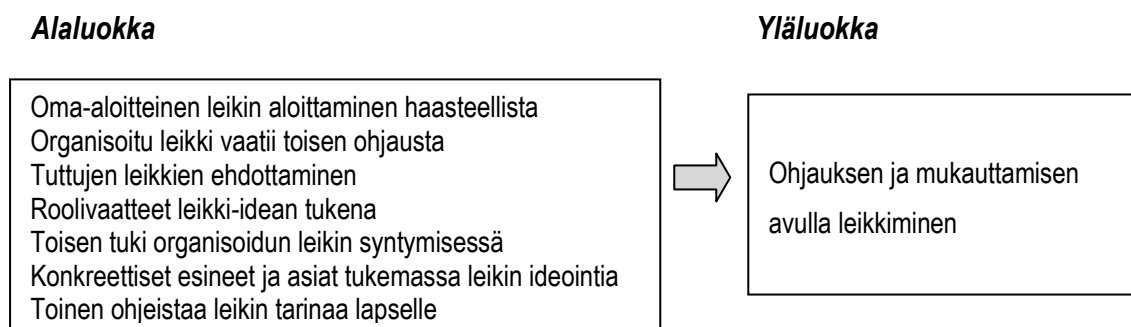 Alaluokka
Yläluokka
Oma-aloitteinen leikin aloittaminen haasteellista
Organisoitu leikki vaatii toisen ohjausta
Tuttujen leikkien ehdottaminen
Roolivaatteet leikki-idean tukena
Toisen tuki organisoidun leikin syntymisessä
Konkreettiset esineet ja asiat tukemassa leikin ideointia
Toinen ohjeistaa leikin tarinaa lapselle
Ohjauksen ja mukauttamisen
avulla leikkiminen